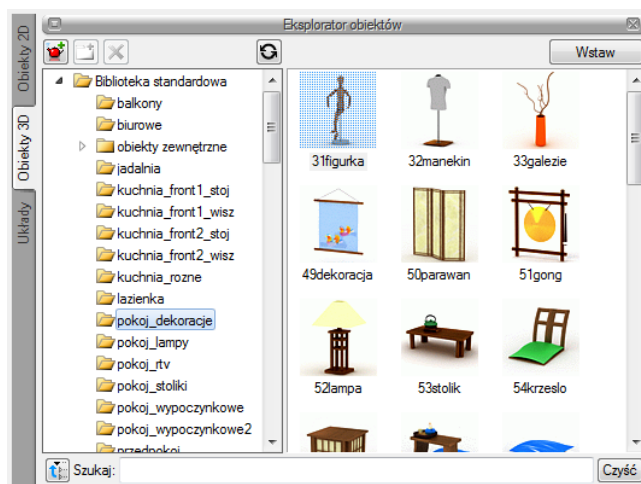 Eksplorator obiektów
Obiekty 2D
Obiekty 3D
Układy
Wstaw
Biblioteka standardowa
balkony
biurowe
obiekty zewnętrzne
jadalnia
kuchnia_front1_stoj
kuchnia_front1_wisz
kuchnia_front2_stoj
kuchnia_front2_wisz
kuchnia_rozne
lazienka
pokoj_dekoracje
pokoj_lampy
pokoj_rtv
pokoj_stoliki
pokoj_wypoczynkowe
pokoj_wypoczynkowe2
przedpokoj
31figurka
32manekin
33galezie
49dekoracja
50parawan
51gong
52lampa
53stolik
54krzeslo
Szukaj:
Czyść